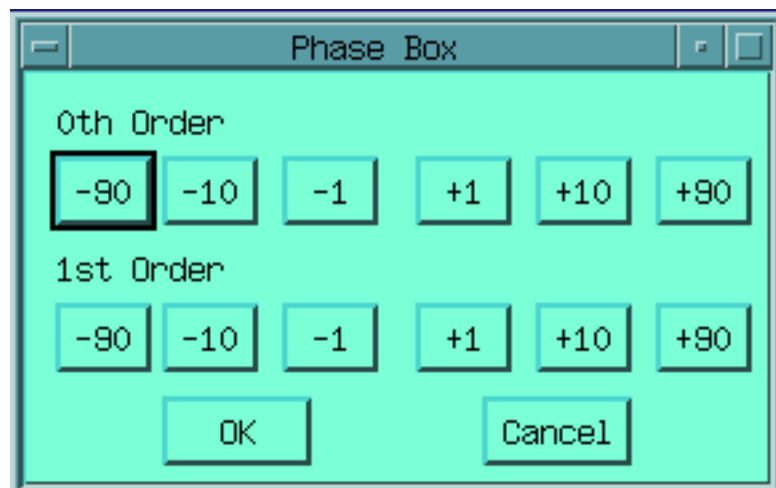 Phase Box
0th Order
-90 -10 -1 +1 +10 +90
1st Order
-90 -10 -1 +1 +10 +90
OK Cancel